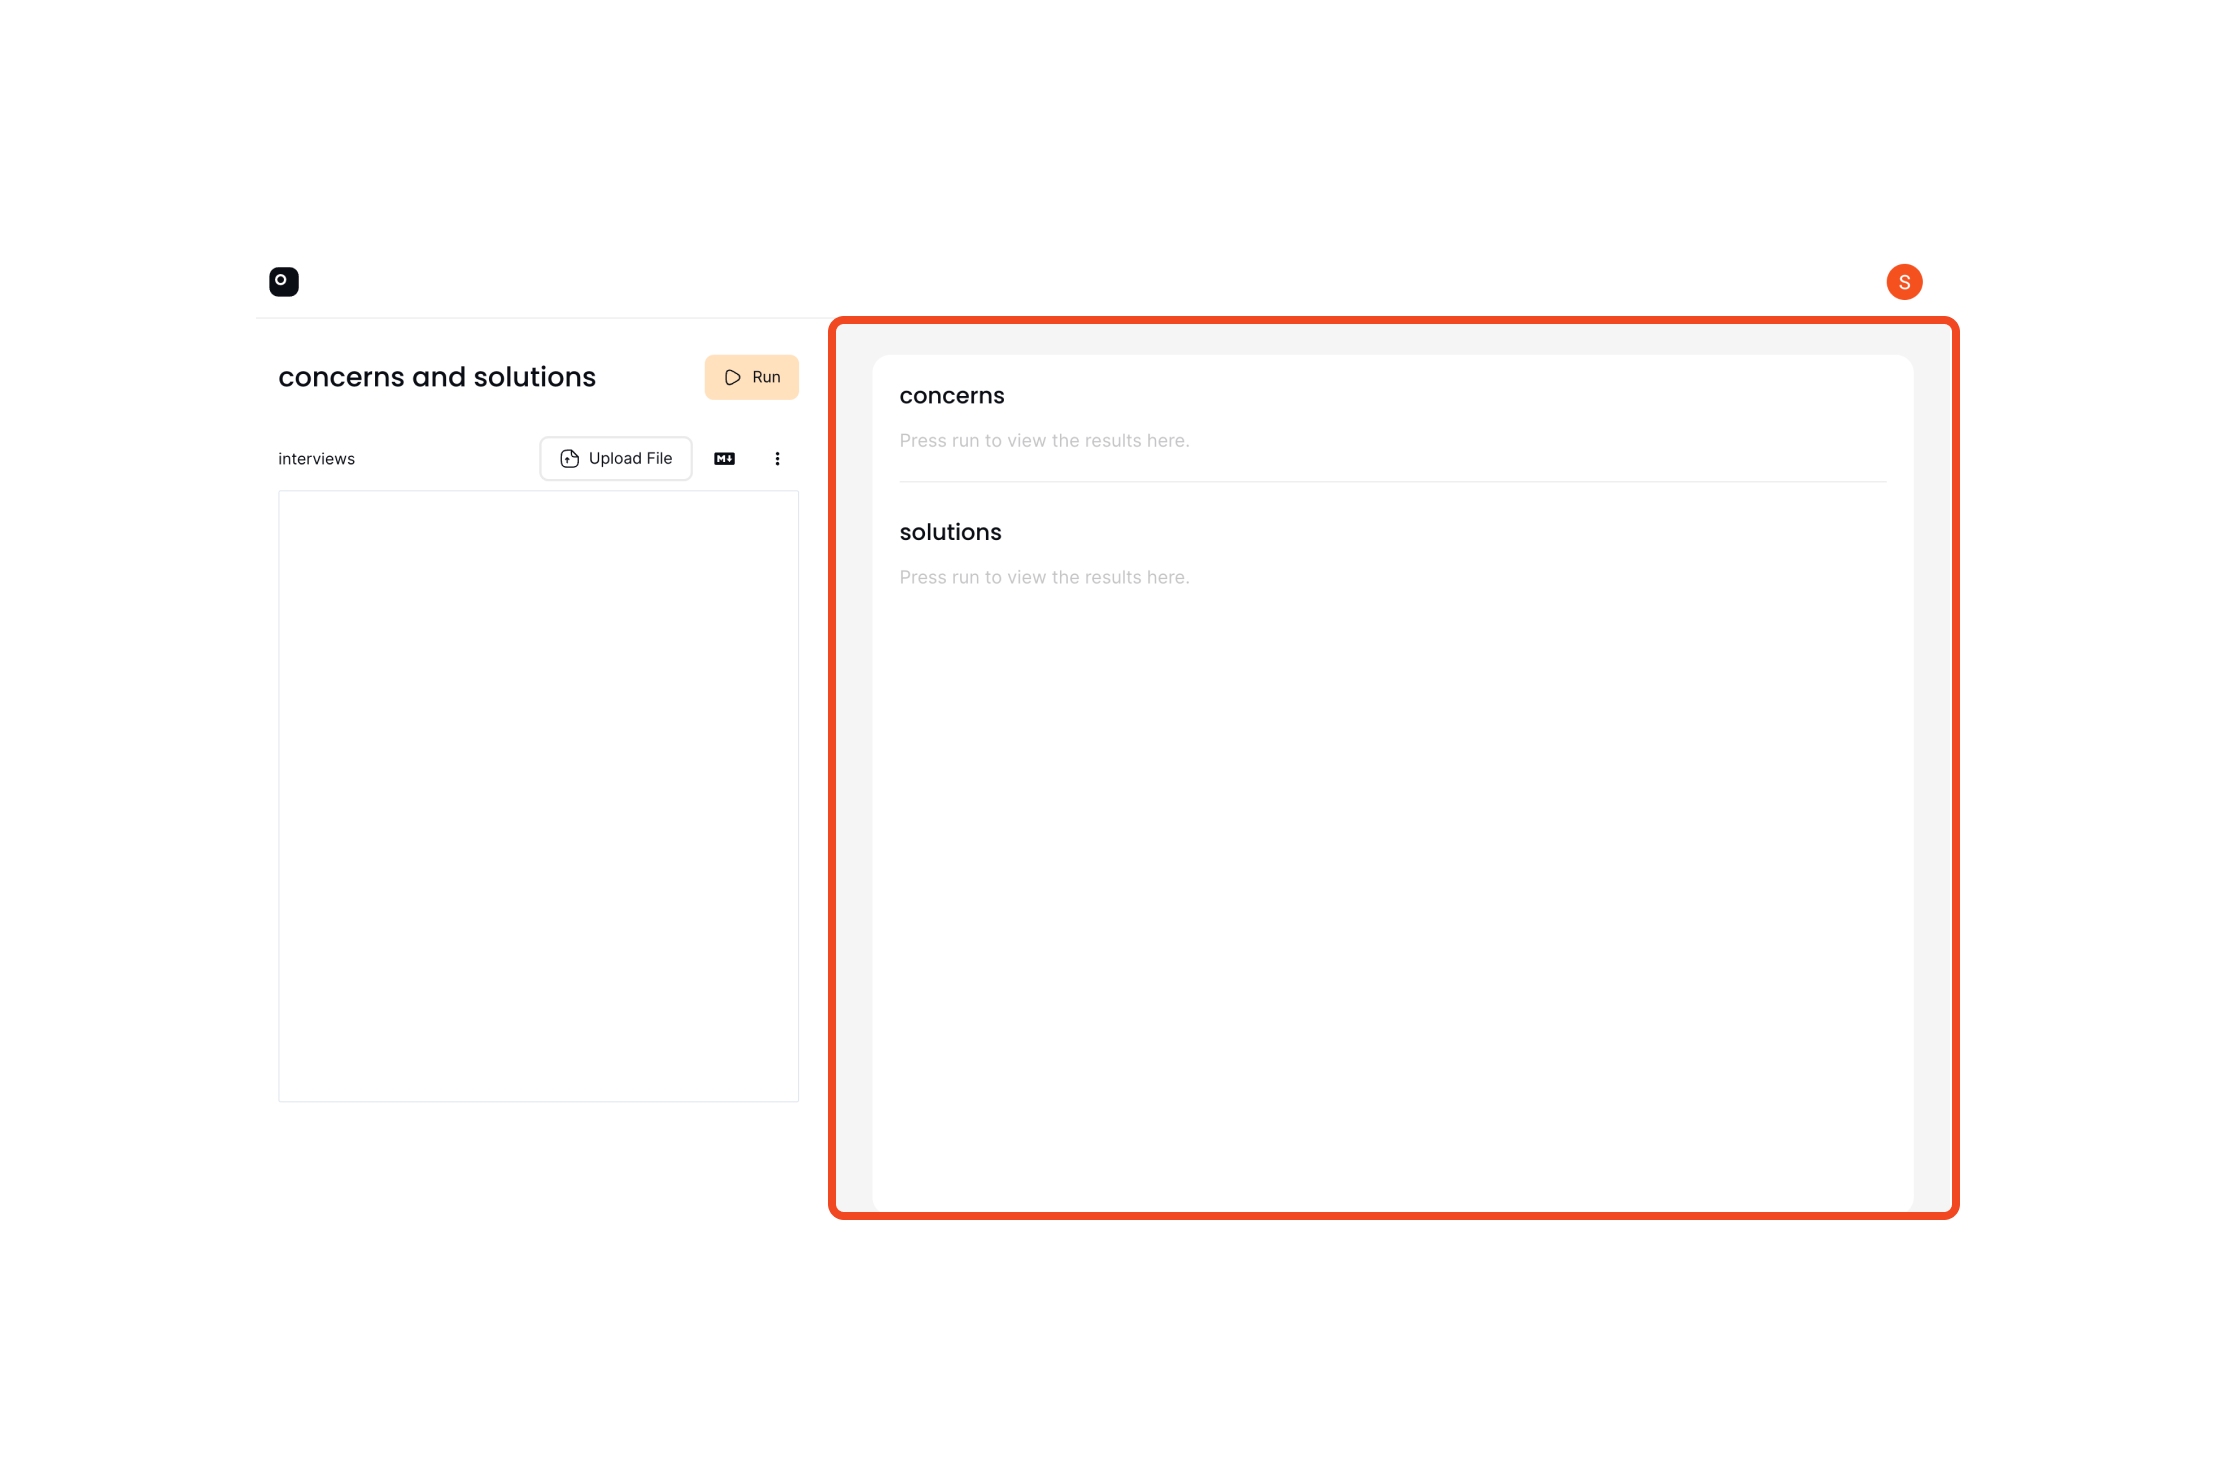 S
concerns and solutions
Run
interviews
Upload File
M
concerns
Press run to view the results here.
solutions
Press run to view the results here.